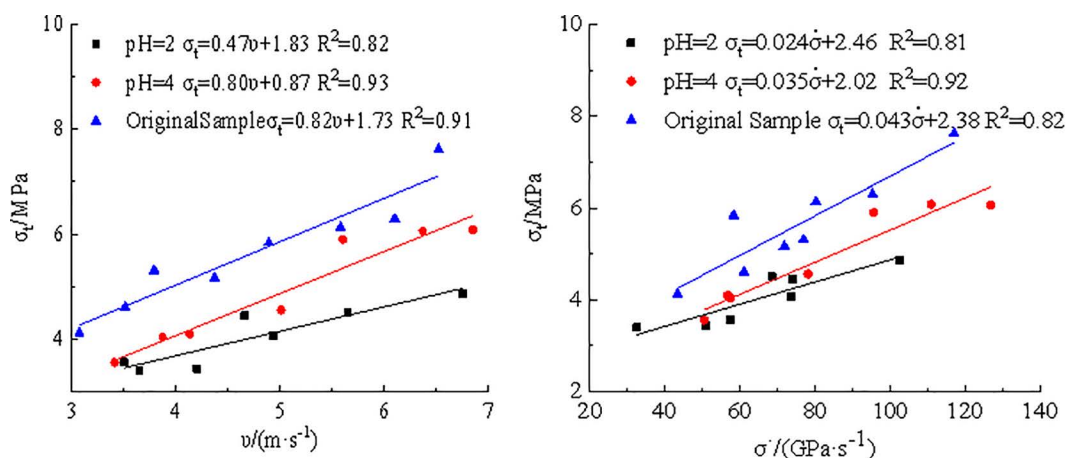 10
8
6
4
σt/MPa
pH=2 σt=0.47υ+1.83 R²=0.82
pH=4 σt=0.80υ+0.87 R²=0.93
OriginalSampleσt=0.82υ+1.73 R²=0.91
3 4 5 6 7
υ/(m·s⁻¹)
10
8
6
4
2
σt/MPa
pH=2 σt=0.024σ̇+2.46 R²=0.81
pH=4 σt=0.035σ̇+2.02 R²=0.92
Original Sample σt=0.043σ̇+2.38 R²=0.82
20 40 60 80 100 120 140
σ˙/(GPa·s⁻¹)